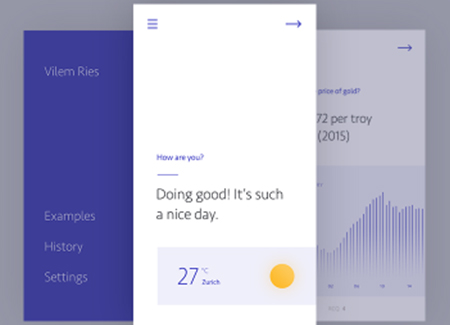 Vilem Ries
Examples
History
Settings
How are you?
Doing good! It's such
a nice day.
27 °C
Zurich
price of gold?
72 per troy
(2015)